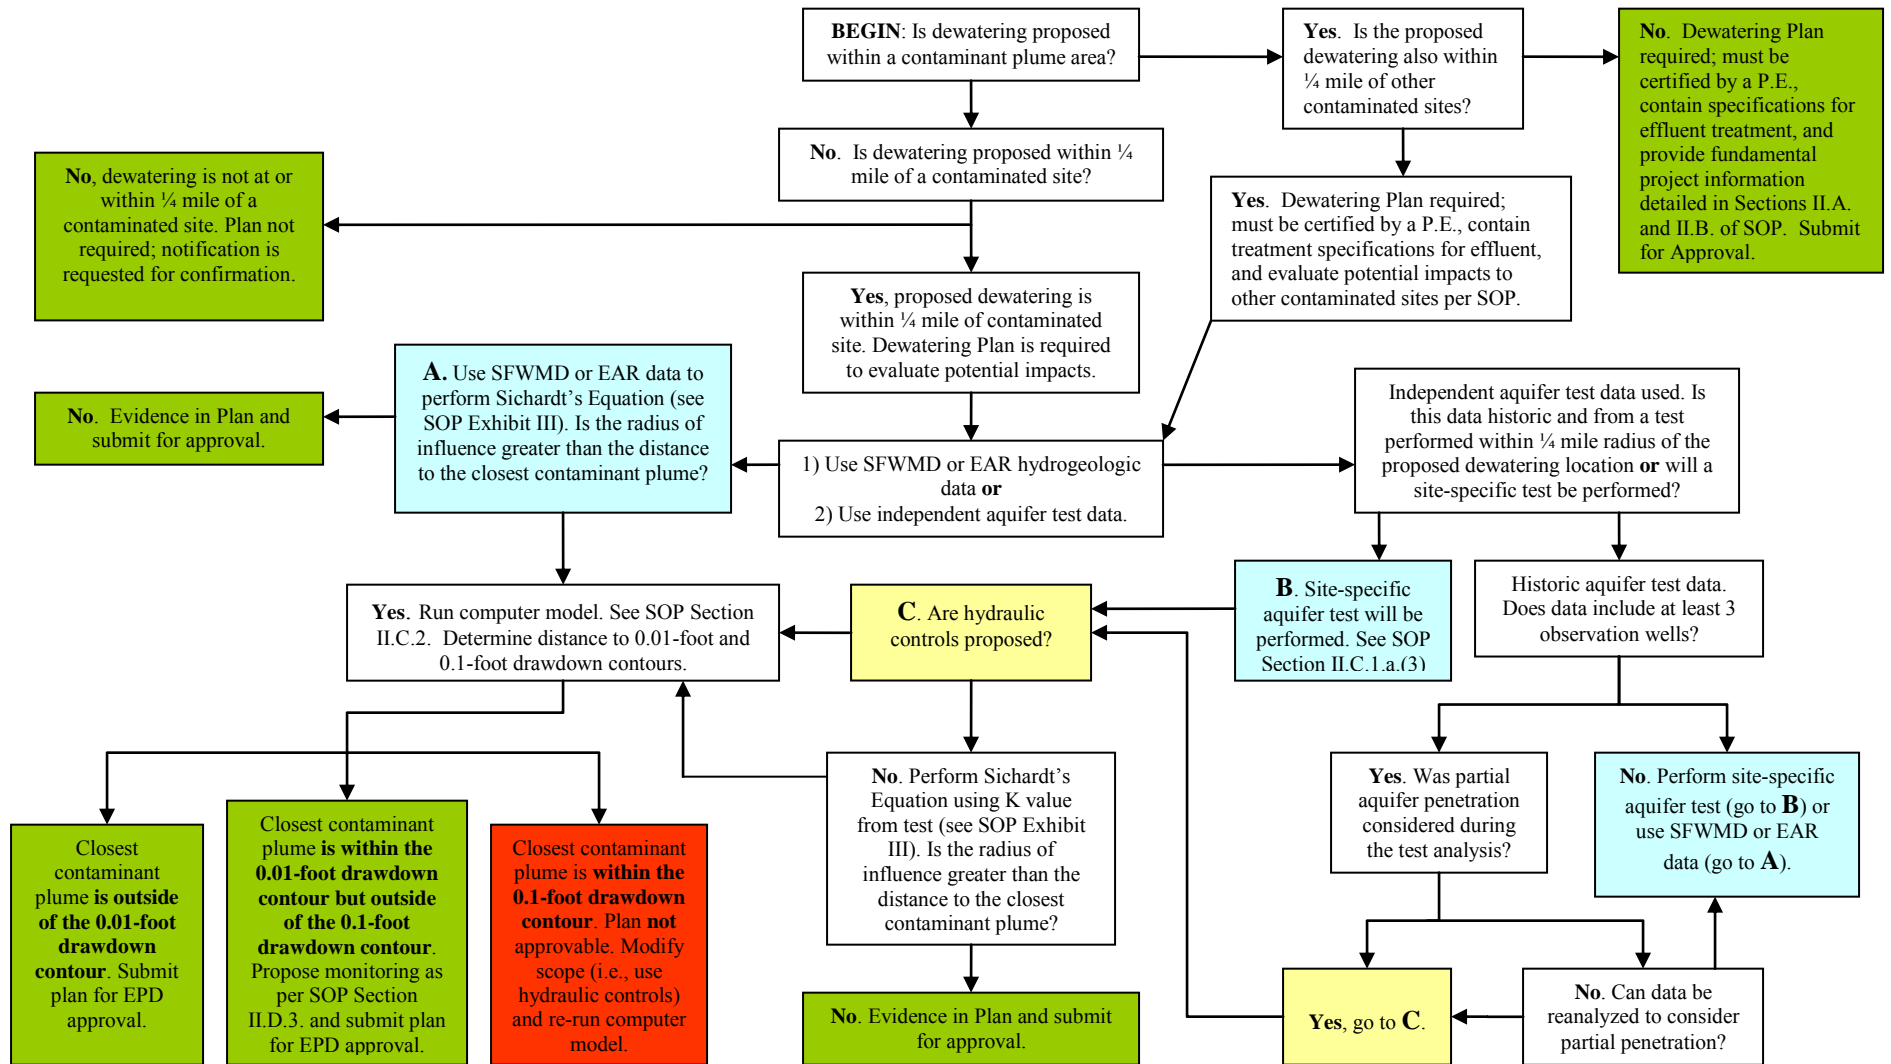 BEGIN: Is dewatering proposed
within a contaminant plume area?
Yes. Is the proposed
dewatering also within
¼ mile of other
contaminated sites?
No. Dewatering Plan
required; must be
certified by a P.E.,
contain specifications for
effluent treatment, and
provide fundamental
project information
detailed in Sections II.A.
and II.B. of SOP. Submit
for Approval.
No. Is dewatering proposed within ¼
mile of a contaminated site?
No, dewatering is not at or
within ¼ mile of a
contaminated site. Plan not
required; notification is
requested for confirmation.
Yes. Dewatering Plan required;
must be certified by a P.E., contain
treatment specifications for effluent,
and evaluate potential impacts to
other contaminated sites per SOP.
Yes, proposed dewatering is
within ¼ mile of contaminated
site. Dewatering Plan is required
to evaluate potential impacts.
A. Use SFWMD or EAR data to
perform Sichardt’s Equation (see
SOP Exhibit III). Is the radius of
influence greater than the distance
to the closest contaminant plume?
No. Evidence in Plan and
submit for approval.
1) Use SFWMD or EAR hydrogeologic
data or
2) Use independent aquifer test data.
Independent aquifer test data used. Is
this data historic and from a test
performed within ¼ mile radius of the
proposed dewatering location or will a
site-specific test be performed?
Yes. Run computer model. See SOP Section
II.C.2. Determine distance to 0.01-foot and
0.1-foot drawdown contours.
C. Are hydraulic
controls proposed?
B. Site-specific
aquifer test will be
performed. See SOP
Section II.C.1.a.(3)
Historic aquifer test data.
Does data include at least 3
observation wells?
No. Perform Sichardt’s
Equation using K value
from test (see SOP Exhibit
III). Is the radius of
influence greater than the
distance to the closest
contaminant plume?
Yes. Was partial
aquifer penetration
considered during
the test analysis?
No. Perform site-specific
aquifer test (go to B) or
use SFWMD or EAR
data (go to A).
Closest
contaminant
plume is outside
of the 0.01-foot
drawdown
contour. Submit
plan for EPD
approval.
Closest contaminant
plume is within the
0.01-foot drawdown
contour but outside
of the 0.1-foot
drawdown contour.
Propose monitoring as
per SOP Section
II.D.3. and submit plan
for EPD approval.
Closest contaminant
plume is within the
0.1-foot drawdown
contour. Plan not
approvable. Modify
scope (i.e., use
hydraulic controls)
and re-run computer
model.
No. Evidence in Plan and submit
for approval.
Yes, go to C.
No. Can data be
reanalyzed to consider
partial penetration?